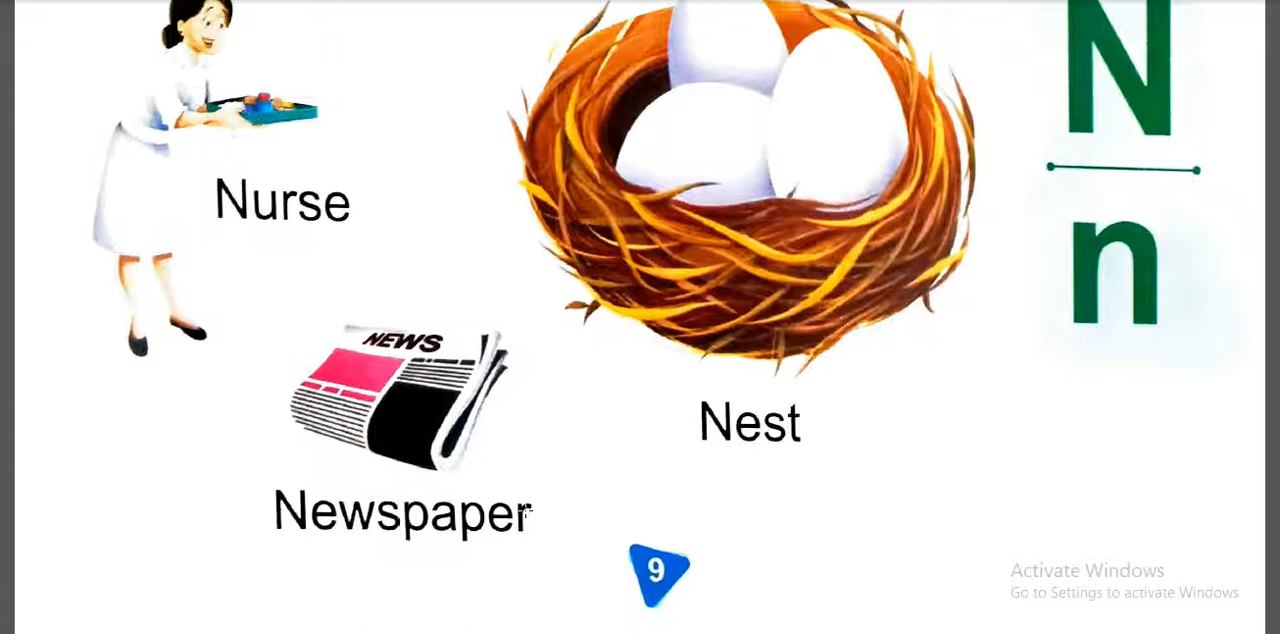 N
n
Nurse
NEWS
Nest
Newspaper
9
Activate Windows
Go to Settings to activate Windows